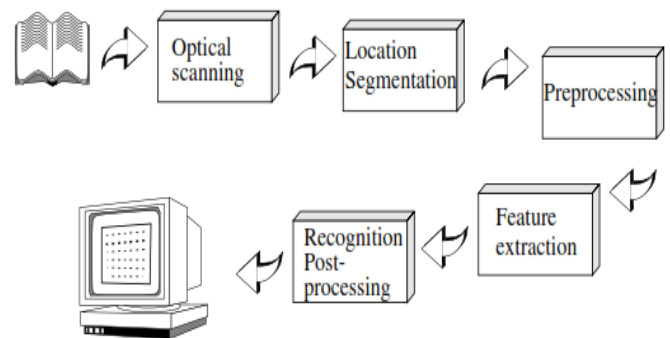 Optical
scanning
Location
Segmentation
Preprocessing
Feature
extraction
Recognition
Post-
processing